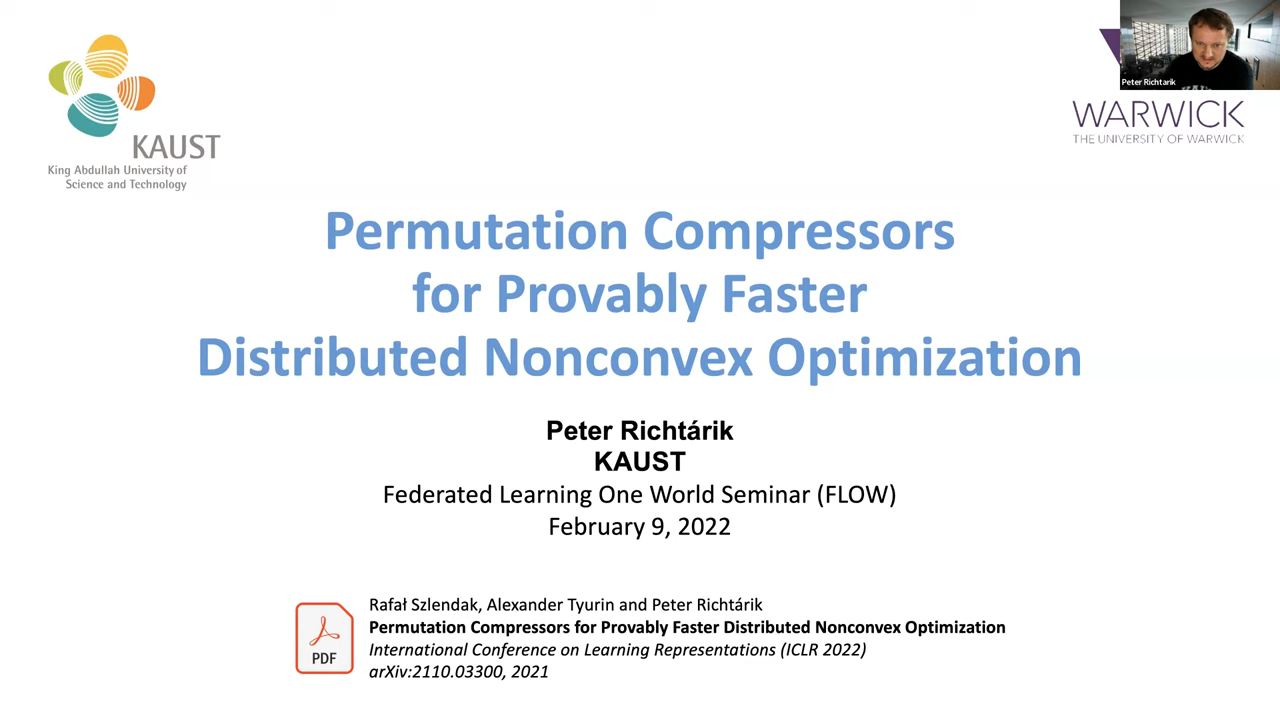 KAUST
King Abdullah University of
Science and Technology
Peter Richtarik
WARWICK
THE UNIVERSITY OF WARWICK
Permutation Compressors
for Provably Faster
Distributed Nonconvex Optimization
Peter Richtárik
KAUST
Federated Learning One World Seminar (FLOW)
February 9, 2022
PDF
Rafał Szlendak, Alexander Tyurin and Peter Richtárik
Permutation Compressors for Provably Faster Distributed Nonconvex Optimization
International Conference on Learning Representations (ICLR 2022)
arXiv:2110.03300, 2021